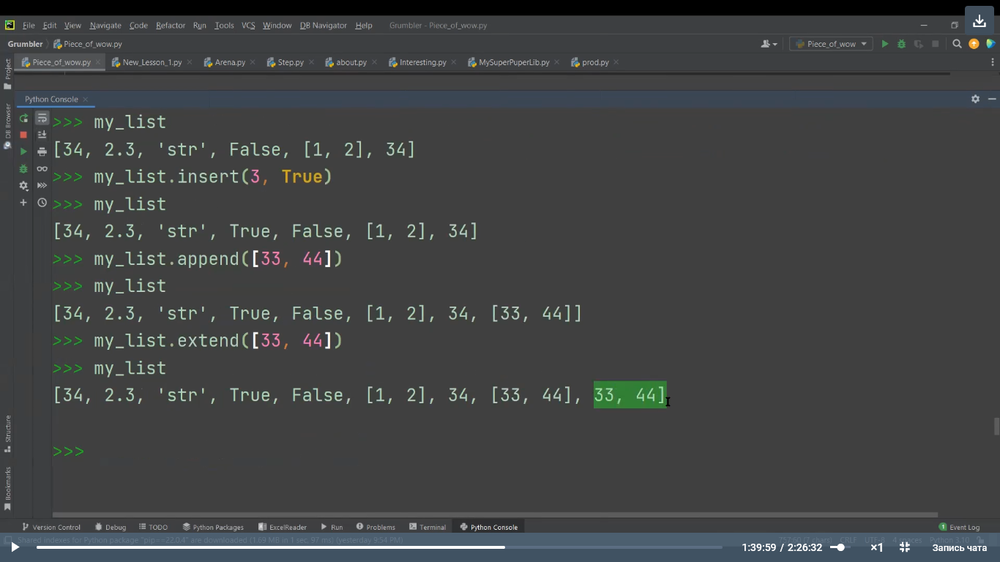 File Edit View Navigate Code Refactor Run Tools VCS Window DB Navigator Help Grumbler - Piece_of_wow.py
Grumbler Piece_of_wow.py Piece_of_wow
Piece_of_wow.py New_Lesson_1.py Arena.py Step.py about.py Interesting.py MySuperPuperLib.py prod.py
Project
DB Browser
Structure
Bookmarks
Python Console
>>> my_list
[34, 2.3, 'str', False, [1, 2], 34]
>>> my_list.insert(3, True)
>>> my_list
[34, 2.3, 'str', True, False, [1, 2], 34]
>>> my_list.append([33, 44])
>>> my_list
[34, 2.3, 'str', True, False, [1, 2], 34, [33, 44]]
>>> my_list.extend([33, 44])
>>> my_list
[34, 2.3, 'str', True, False, [1, 2], 34, [33, 44], 33, 44]
>>>
Version Control Debug TODO Python Packages ExcelReader Run Problems Terminal Python Console 1 Event Log
Shared indexes for Python package "pip==22.0.4" are downloaded (1.69 MB in 1 sec, 97 ms) (yesterday 9:54 PM) 757:60 (7 chars) CRLF UTF-8 4 spaces Python 3.10
1:39:59 / 2:26:32 ×1 Запись чата